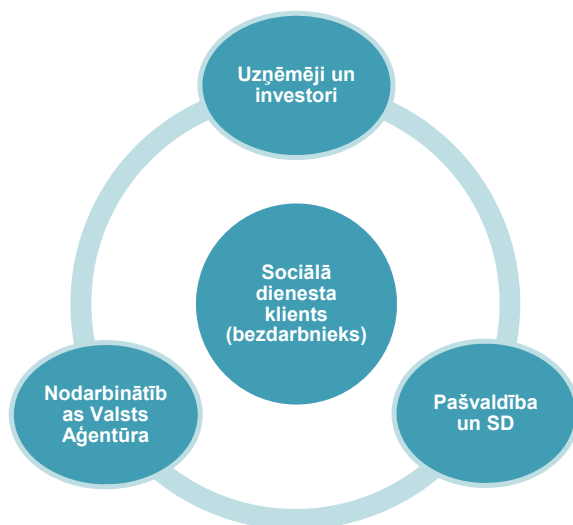 Uzņēmēji un
investori
Sociālā
dienesta
klients
(bezdarbnieks)
Nodarbinātīb
as Valsts
Aģentūra
Pašvaldība
un SD